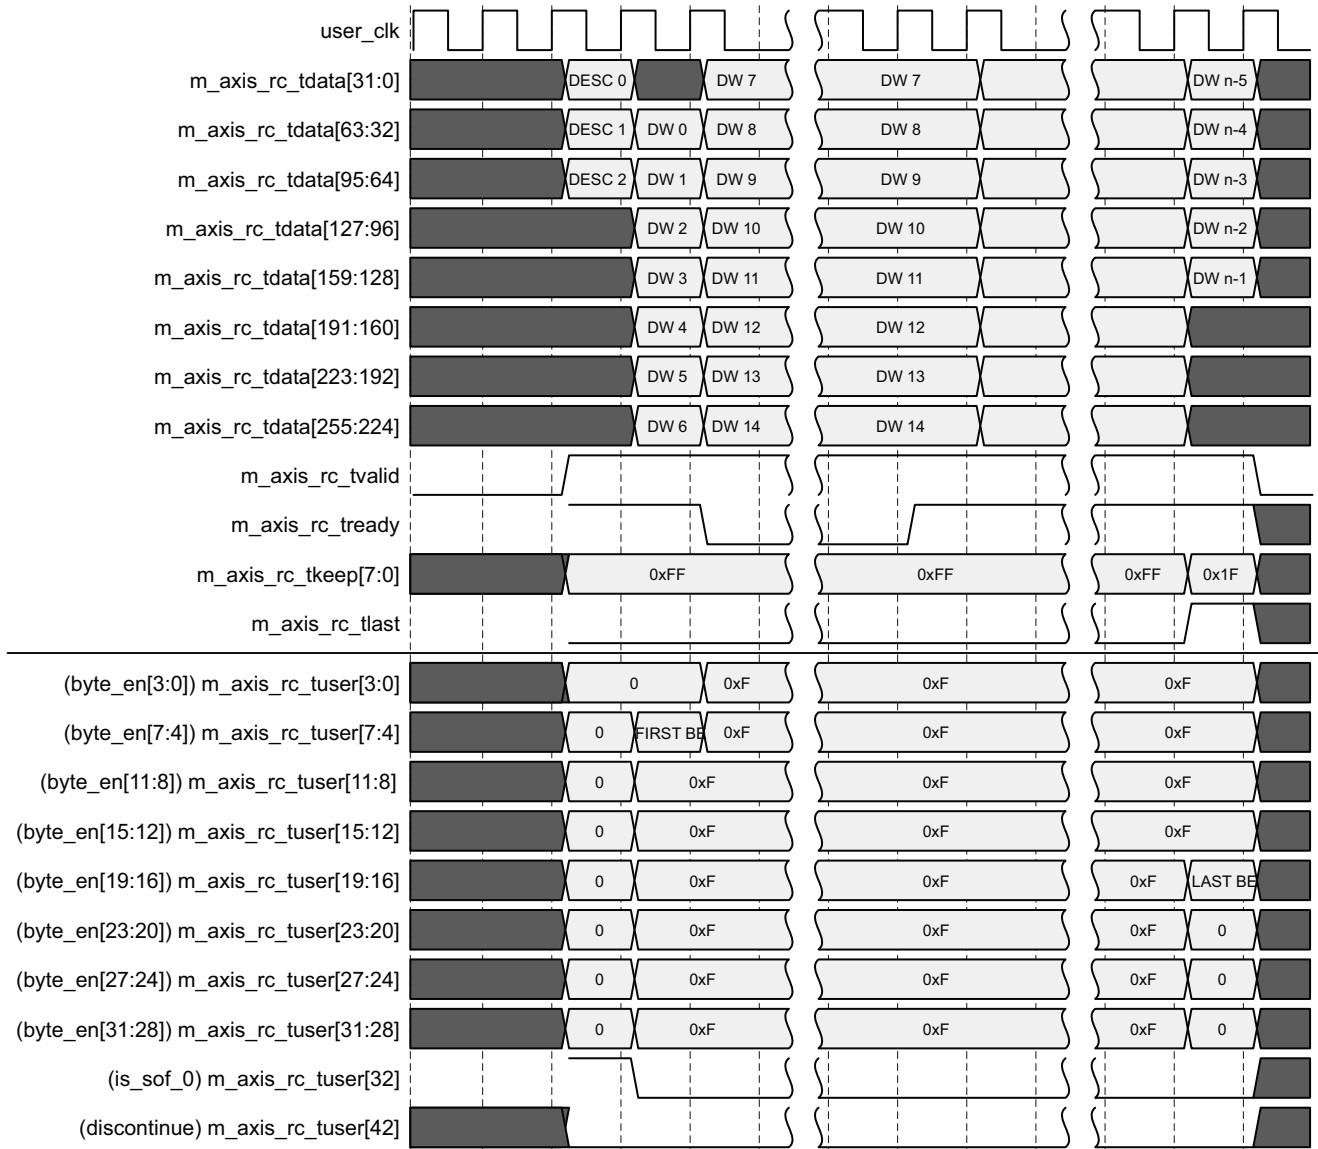 user_clk
m_axis_rc_tdata[31:0] DESC 0 DW 7 DW 7 DW n-5
m_axis_rc_tdata[63:32] DESC 1 DW 0 DW 8 DW 8 DW n-4
m_axis_rc_tdata[95:64] DESC 2 DW 1 DW 9 DW 9 DW n-3
m_axis_rc_tdata[127:96] DW 2 DW 10 DW 10 DW n-2
m_axis_rc_tdata[159:128] DW 3 DW 11 DW 11 DW n-1
m_axis_rc_tdata[191:160] DW 4 DW 12 DW 12
m_axis_rc_tdata[223:192] DW 5 DW 13 DW 13
m_axis_rc_tdata[255:224] DW 6 DW 14 DW 14
m_axis_rc_tvalid
m_axis_rc_tready
m_axis_rc_tkeep[7:0] 0xFF 0xFF 0xFF 0x1F
m_axis_rc_tlast
(byte_en[3:0]) m_axis_rc_tuser[3:0] 0 0xF 0xF 0xF
(byte_en[7:4]) m_axis_rc_tuser[7:4] 0 FIRST BE 0xF 0xF 0xF
(byte_en[11:8]) m_axis_rc_tuser[11:8] 0 0xF 0xF 0xF
(byte_en[15:12]) m_axis_rc_tuser[15:12] 0 0xF 0xF 0xF
(byte_en[19:16]) m_axis_rc_tuser[19:16] 0 0xF 0xF 0xF LAST BE
(byte_en[23:20]) m_axis_rc_tuser[23:20] 0 0xF 0xF 0xF 0
(byte_en[27:24]) m_axis_rc_tuser[27:24] 0 0xF 0xF 0xF 0
(byte_en[31:28]) m_axis_rc_tuser[31:28] 0 0xF 0xF 0xF 0
(is_sof_0) m_axis_rc_tuser[32]
(discontinue) m_axis_rc_tuser[42]